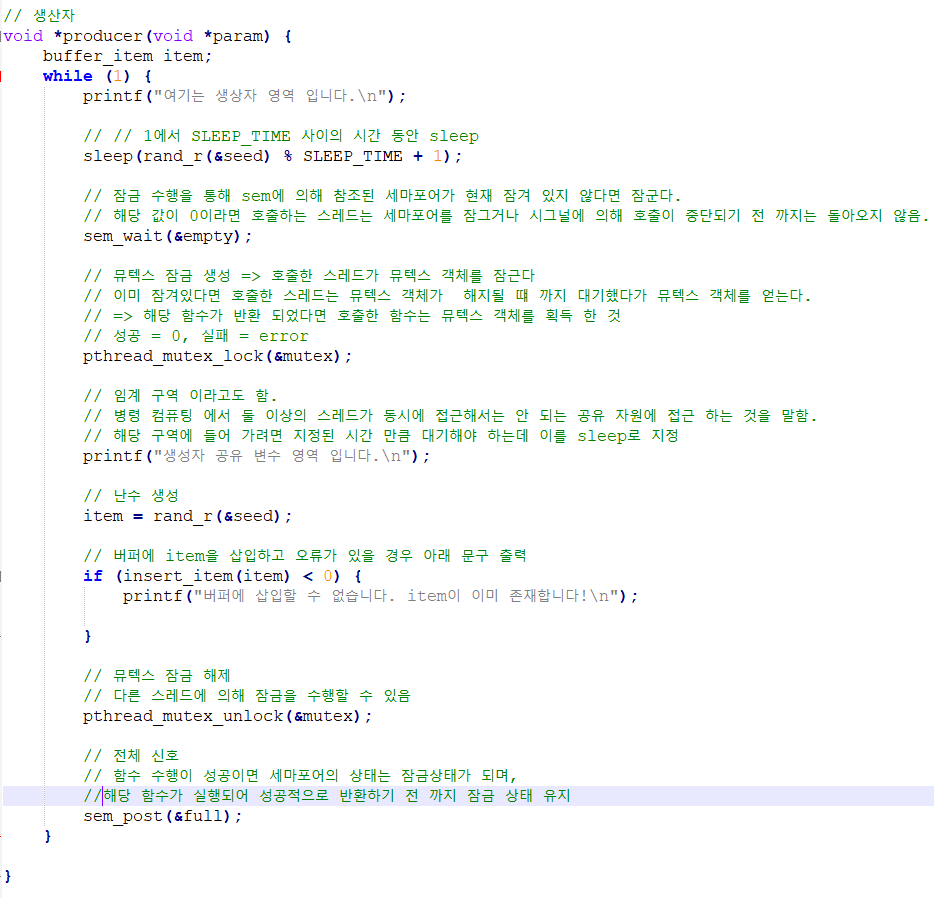 // 생산자
void *producer(void *param) {
buffer_item item;
while (1) {
printf("여기는 생상자 영역 입니다.\n");
// // 1에서 SLEEP_TIME 사이의 시간 동안 sleep
sleep(rand_r(&seed) % SLEEP_TIME + 1);
// 잠금 수행을 통해 sem에 의해 참조된 세마포어가 현재 잠겨 있지 않다면 잠군다.
// 해당 값이 0이라면 호출하는 스레드는 세마포어를 잠그거나 시그널에 의해 호출이 중단되기 전 까지는 돌아오지 않음.
sem_wait(&empty);
// 뮤텍스 잠금 생성 => 호출한 스레드가 뮤텍스 객체를 잠근다
// 이미 잠겨있다면 호출한 스레드는 뮤텍스 객체가  해지될 떄 까지 대기했다가 뮤텍스 객체를 얻는다.
// => 해당 함수가 반환 되었다면 호출한 함수는 뮤텍스 객체를 획득 한 것
// 성공 = 0, 실패 = error
pthread_mutex_lock(&mutex);
// 임계 구역 이라고도 함.
// 병령 컴퓨팅 에서 둘 이상의 스레드가 동시에 접근해서는 안 되는 공유 자원에 접근 하는 것을 말함.
// 해당 구역에 들어 가려면 지정된 시간 만큼 대기해야 하는데 이를 sleep로 지정
printf("생성자 공유 변수 영역 입니다.\n");
// 난수 생성
item = rand_r(&seed);
// 버퍼에 item을 삽입하고 오류가 있을 경우 아래 문구 출력
if (insert_item(item) < 0) {
printf("버퍼에 삽입할 수 없습니다. item이 이미 존재합니다!\n");
}
// 뮤텍스 잠금 해제
// 다른 스레드에 의해 잠금을 수행할 수 있음
pthread_mutex_unlock(&mutex);
// 전체 신호
// 함수 수행이 성공이면 세마포어의 상태는 잠금상태가 되며,
//해당 함수가 실행되어 성공적으로 반환하기 전 까지 잠금 상태 유지
sem_post(&full);
}
}